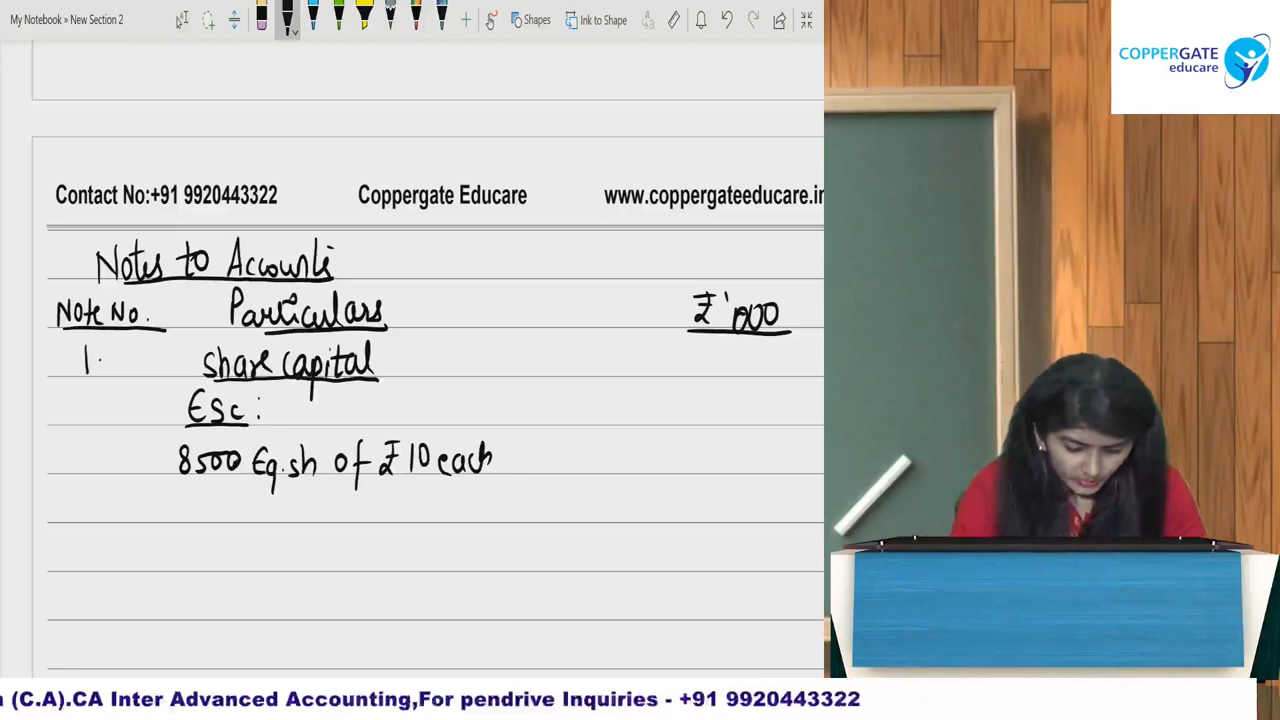 My Notebook » New Section 2
Shapes
Ink to Shape
COPPERGATE
educare
Contact No:+91 9920443322 Coppergate Educare www.coppergateeducare.in
Notes to Accounts
Note No. Particulars ₹'000
1. share capital
ESC:
8500 Eq.sh of ₹10 each
(C.A).CA Inter Advanced Accounting,For pendrive Inquiries - +91 9920443322